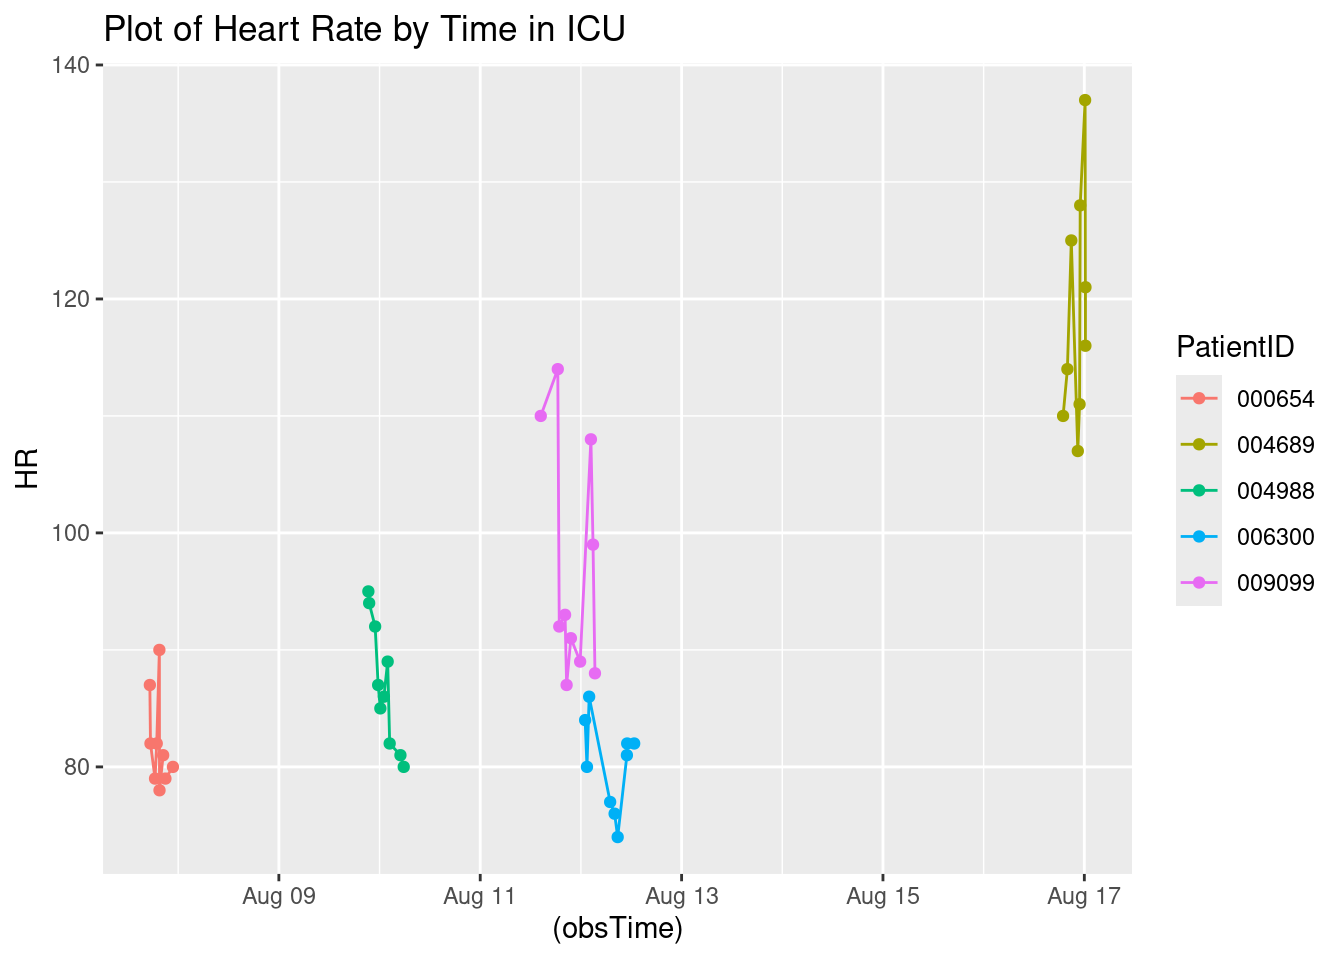 Plot of Heart Rate by Time in ICU
140
120
100
80
HR
Aug 09 Aug 11 Aug 13 Aug 15 Aug 17
(obsTime)
PatientID
000654
004689
004988
006300
009099